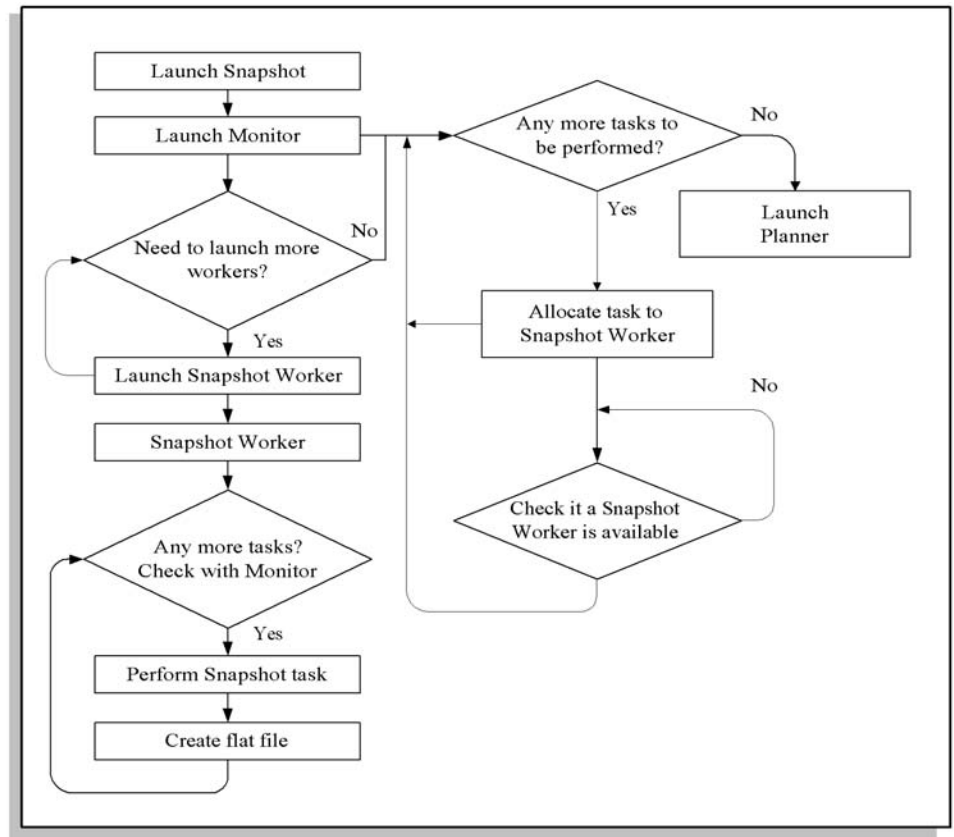 Launch Snapshot
Launch Monitor
Need to launch more
workers?
No
Yes
Launch Snapshot Worker
Snapshot Worker
Any more tasks?
Check with Monitor
Yes
Perform Snapshot task
Create flat file
Any more tasks to
be performed?
No
Launch
Planner
Yes
Allocate task to
Snapshot Worker
No
Check it a Snapshot
Worker is available